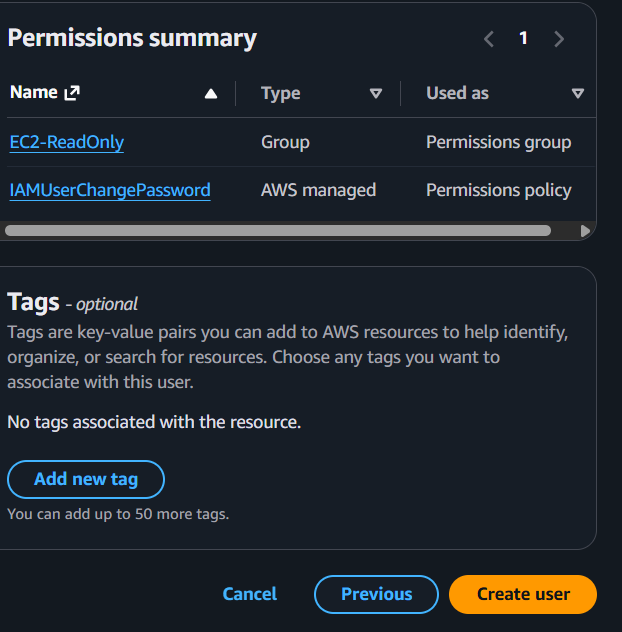 Permissions summary
1
Name Type Used as
EC2-ReadOnly Group Permissions group
IAMUserChangePassword AWS managed Permissions policy
Tags - optional
Tags are key-value pairs you can add to AWS resources to help identify,
organize, or search for resources. Choose any tags you want to
associate with this user.
No tags associated with the resource.
Add new tag
You can add up to 50 more tags.
Cancel Previous Create user